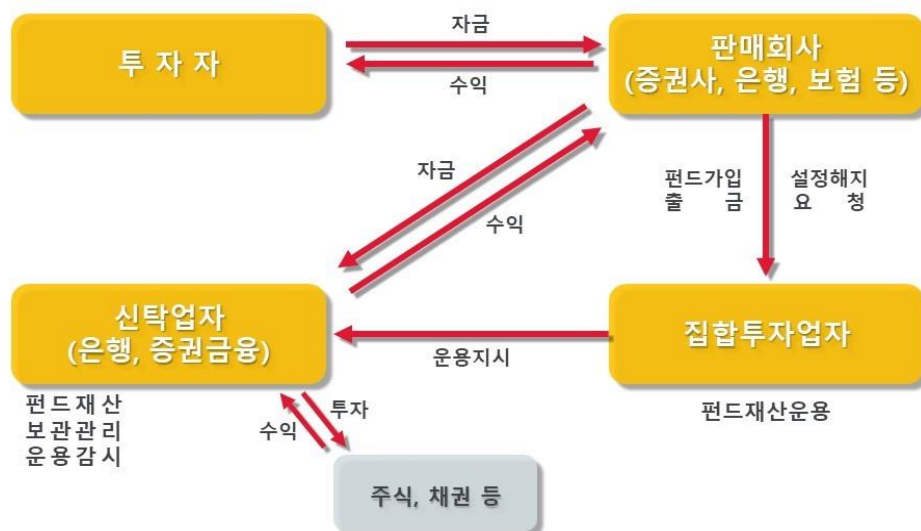 투 자 자
자금
수익
판매회사
(증권사, 은행, 보험 등)
자금
수익
펀드가입
출 금
설정해지
요 청
신탁업자
(은행, 증권금융)
운용지시
집합투자업자
펀드재산
보관관리
운용감시
수익
투자
펀드재산운용
주식, 채권 등